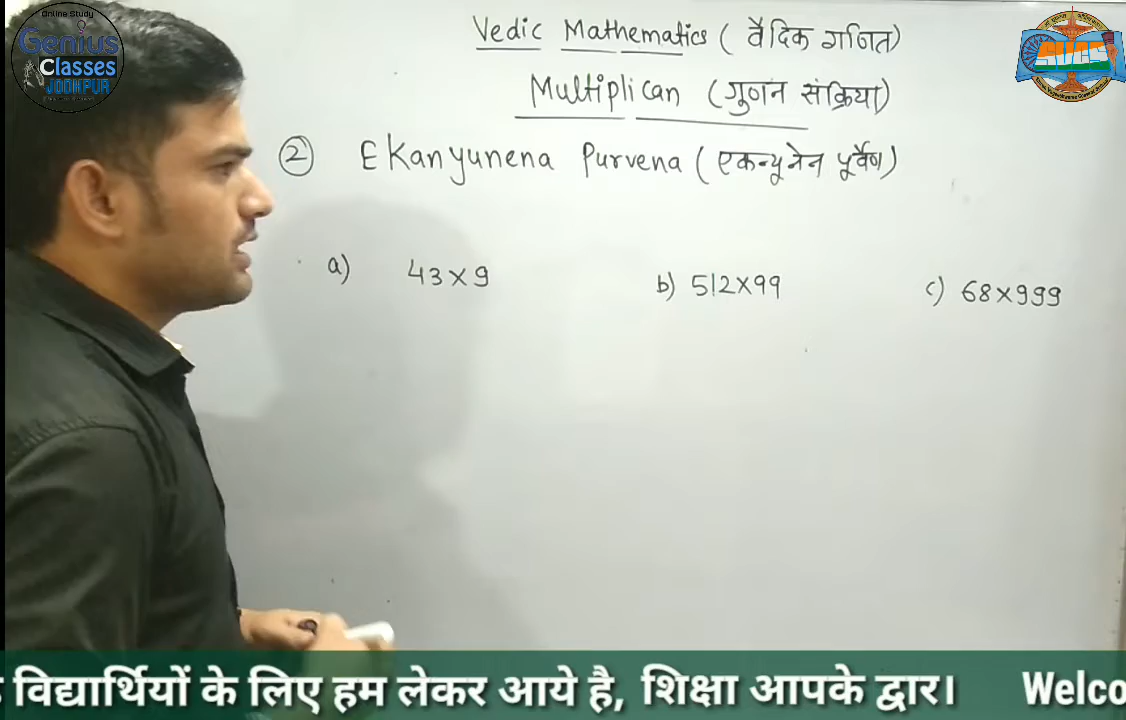 Online Study
Genius
Classes
JODNPUR
Vedic Mathematics ( वैदिक गणित)
Multiplican (गुणन संक्रिया)
② Ekanyunena Purvena ( एकन्यूनेन पूर्वेण)
a) 43×9
b) 512×99
c) 68×999
विद्यार्थियों के लिए हम लेकर आये है, शिक्षा आपके द्वार। Welco